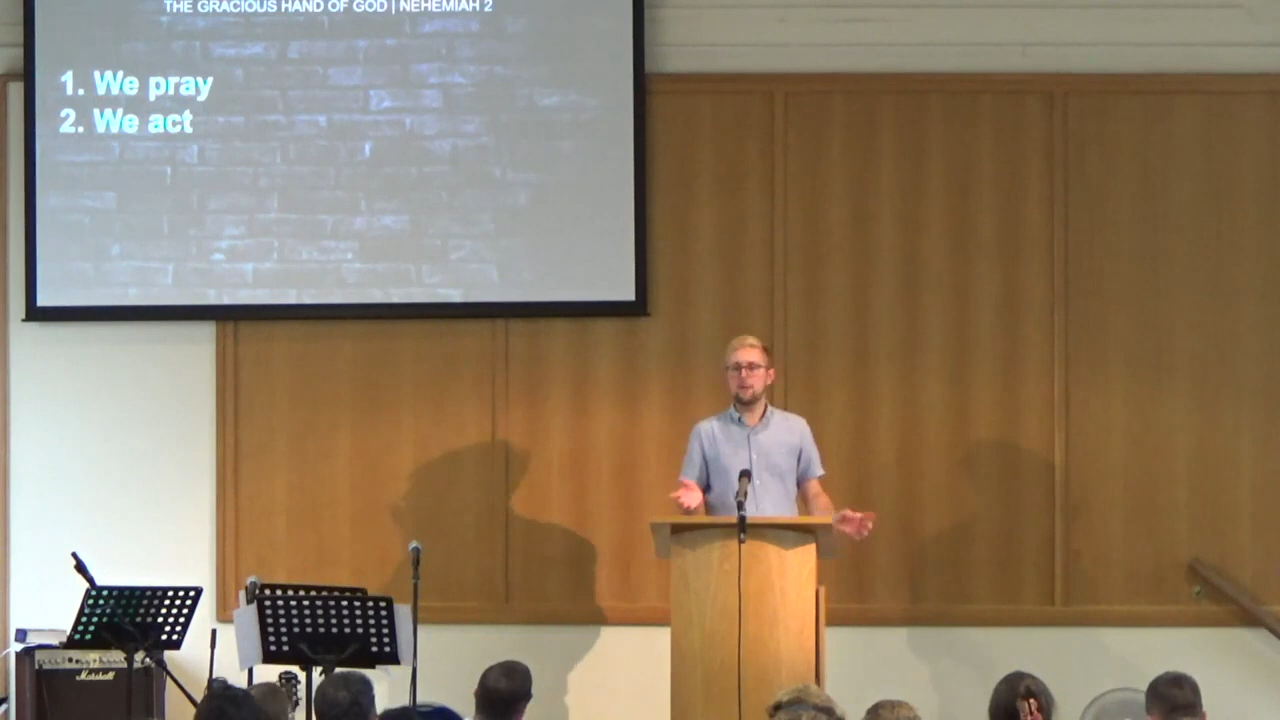 THE GRACIOUS HAND OF GOD | NEHEMIAH 2
1. We pray
2. We act
Marshall